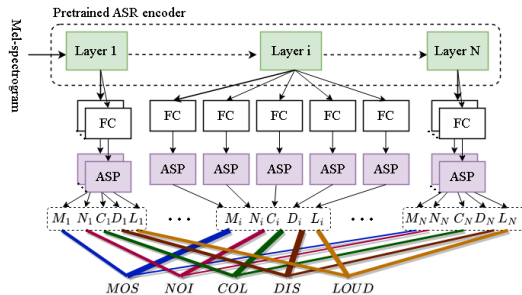 Pretrained ASR encoder
Mel-spectrogram
Layer 1 Layer i Layer N
FC FC FC FC FC FC FC
ASP ASP ASP ASP ASP ASP ASP
M1 N1 C1 D1 L1 ... Mi Ni Ci Di Li ... MN NN CN DN LN
MOS NOI COL DIS LOUD